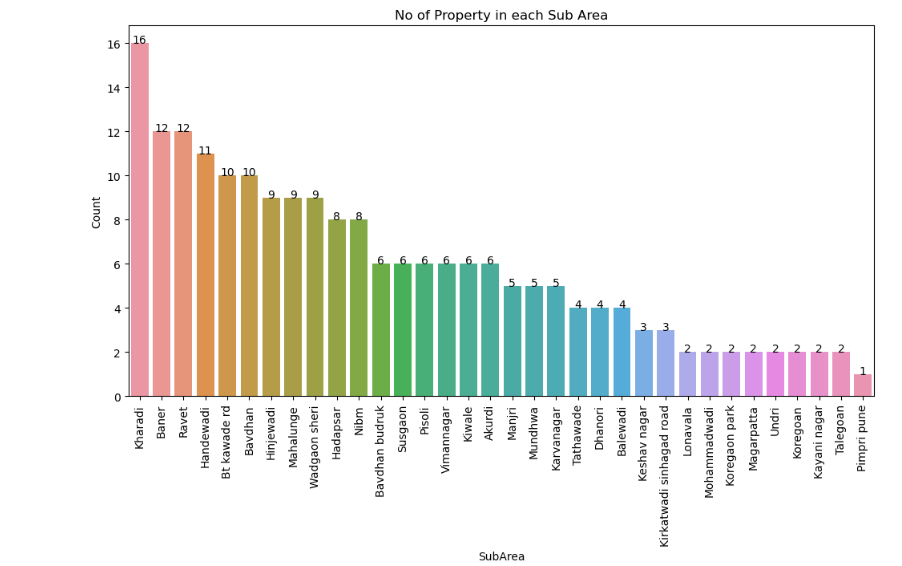 No of Property in each Sub Area
Count
16
14
12
10
8
6
4
2
0
16
12
12
11
10
10
9
9
9
8
8
6
6
6
6
6
6
5
5
5
4
4
4
3
3
2
2
2
2
2
2
2
2
1
Kharadi
Baner
Ravet
Handewadi
Bt kawade rd
Bavdhan
Hinjewadi
Mahalunge
Wadgaon sheri
Hadapsar
Nibm
Bavdhan budruk
Susgaon
Pisoli
Vimannagar
Kiwale
Akurdi
Manjri
Mundhwa
Karvanagar
Tathawade
Dhanori
Balewadi
Keshav nagar
Kirkatwadi sinhagad road
Lonavala
Mohammadwadi
Koregaon park
Magarpatta
Undri
Koregoan
Kayani nagar
Talegoan
Pimpri pune
SubArea